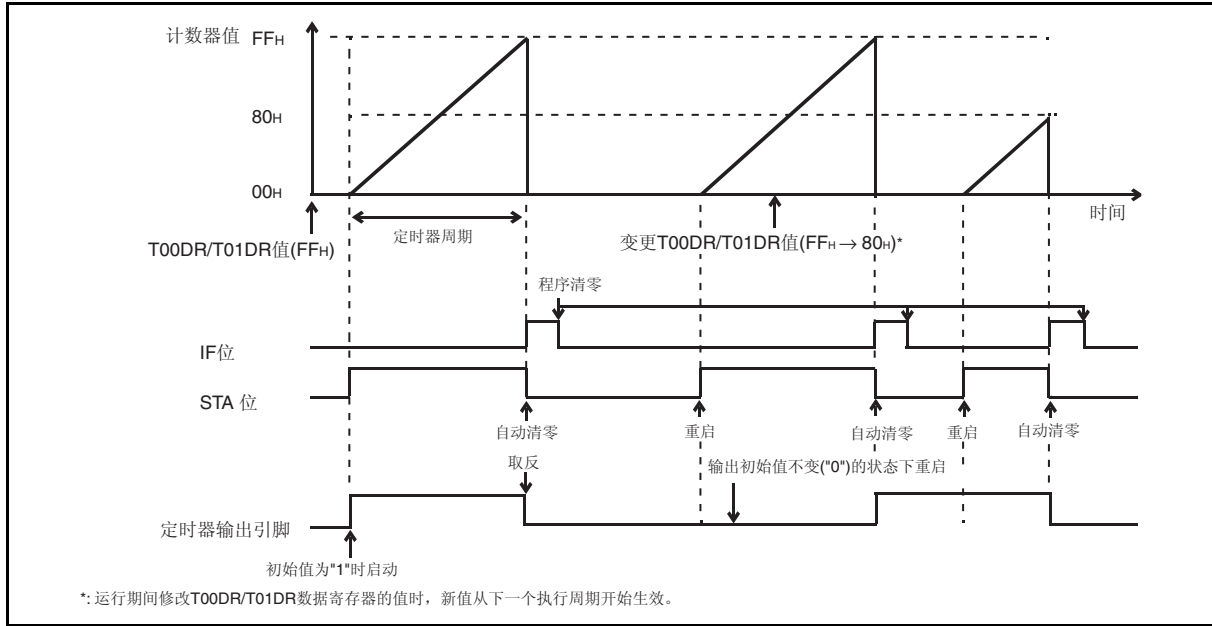 计数器值 FFH
80H
00H
时间
定时器周期
T00DR/T01DR值(FFH)
变更T00DR/T01DR值(FFH→80H)*
程序清零
IF位
STA 位
自动清零
重启
自动清零
重启
自动清零
取反
输出初始值不变("0")的状态下重启
定时器输出引脚
初始值为"1"时启动
*: 运行期间修改T00DR/T01DR数据寄存器的值时，新值从下一个执行周期开始生效。